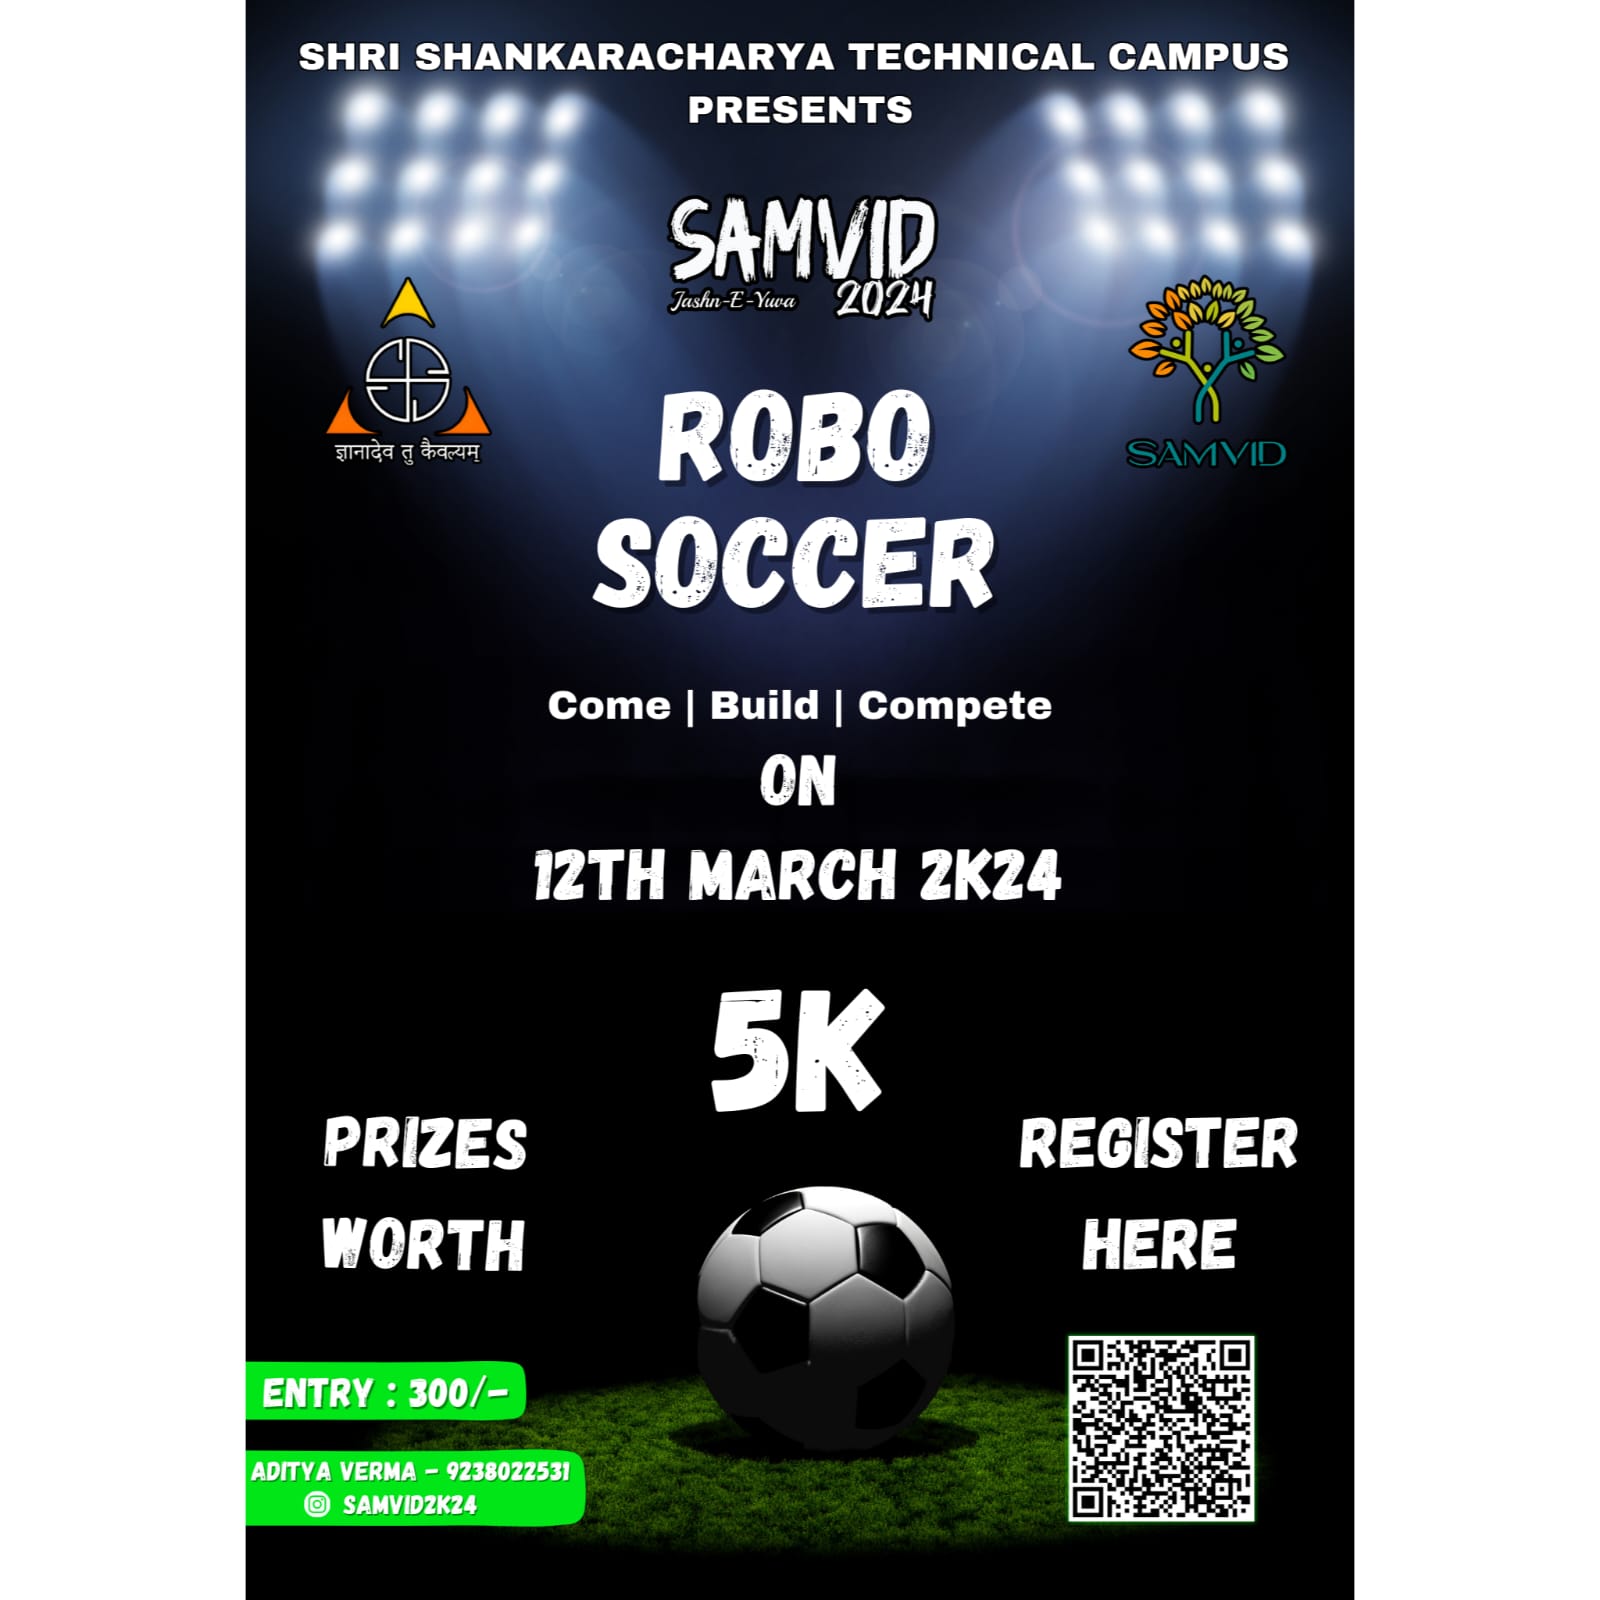 SHRI SHANKARACHARYA TECHNICAL CAMPUS
PRESENTS
SAMVID
Jashn-E-Yuva 2024
ज्ञानादेव तु कैवल्यम्
SAMVID
ROBO
SOCCER
Come | Build | Compete
ON
12TH MARCH 2K24
5K
PRIZES
WORTH
REGISTER
HERE
ENTRY : 300/-
ADITYA VERMA - 9238022531
SAMVID2K24